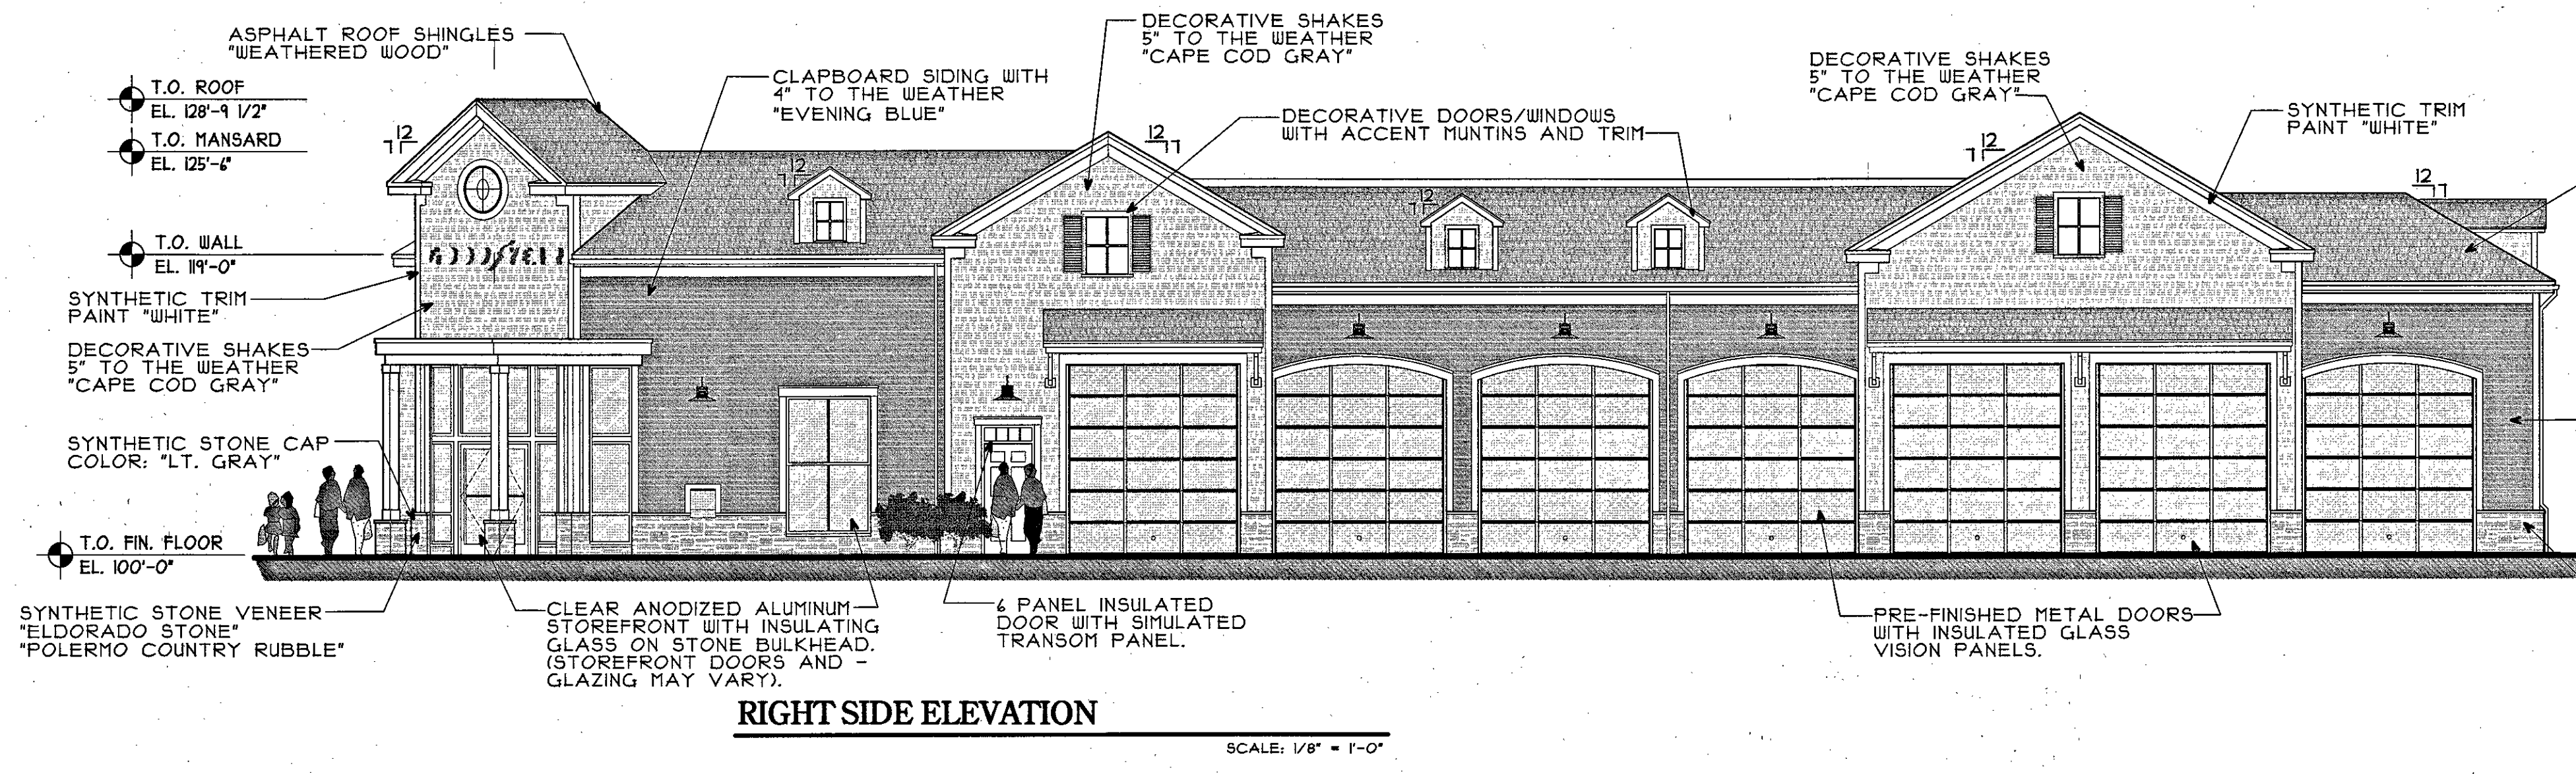 ASPHALT ROOF SHINGLES
"WEATHERED WOOD"
T.O. ROOF
EL. 128'-9 1/2"
T.O. MANSARD
EL. 125'-6"
T.O. WALL
EL. 119'-0"
SYNTHETIC TRIM
PAINT "WHITE"
DECORATIVE SHAKES
5" TO THE WEATHER
"CAPE COD GRAY"
SYNTHETIC STONE CAP
COLOR: "LT. GRAY"
T.O. FIN. FLOOR
EL. 100'-0"
SYNTHETIC STONE VENEER
"ELDORADO STONE"
"POLERMO COUNTRY RUBBLE"
12
CLAPBOARD SIDING WITH
4" TO THE WEATHER
"EVENING BLUE"
12
DECORATIVE SHAKES
5" TO THE WEATHER
"CAPE COD GRAY"
12
DECORATIVE DOORS/WINDOWS
WITH ACCENT MUNTINS AND TRIM
12
DECORATIVE SHAKES
5" TO THE WEATHER
"CAPE COD GRAY"
12
SYNTHETIC TRIM
PAINT "WHITE"
12
CLEAR ANODIZED ALUMINUM
STOREFRONT WITH INSULATING
GLASS ON STONE BULKHEAD.
(STOREFRONT DOORS AND -
GLAZING MAY VARY).
6 PANEL INSULATED
DOOR WITH SIMULATED
TRANSOM PANEL.
PRE-FINISHED METAL DOORS
WITH INSULATED GLASS
VISION PANELS.
RIGHT SIDE ELEVATION
SCALE: 1/8" = 1'-0"